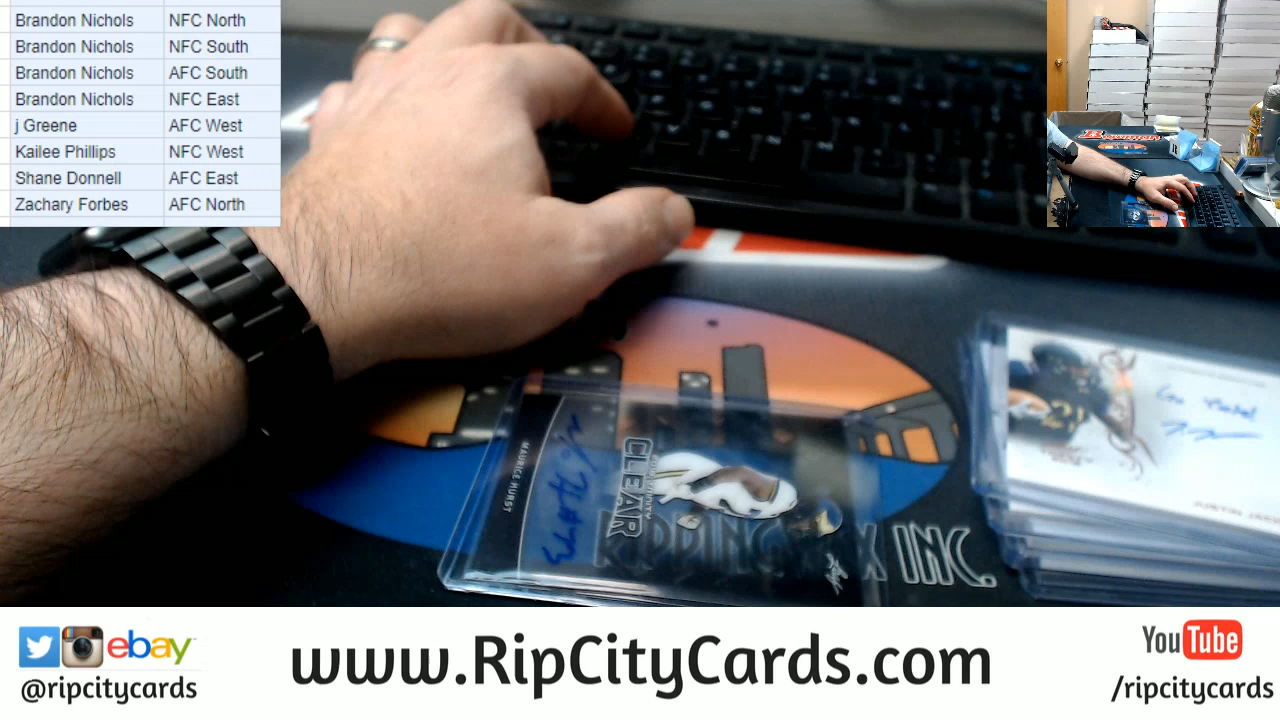 Brandon Nichols NFC North
Brandon Nichols NFC South
Brandon Nichols AFC South
Brandon Nichols NFC East
j Greene AFC West
Kailee Phillips NFC West
Shane Donnell AFC East
Zachary Forbes AFC North
MAURICE HURST
CLEAR
INC.
ebay
@ripcitycards
www.RipCityCards.com
YouTube
/ripcitycards